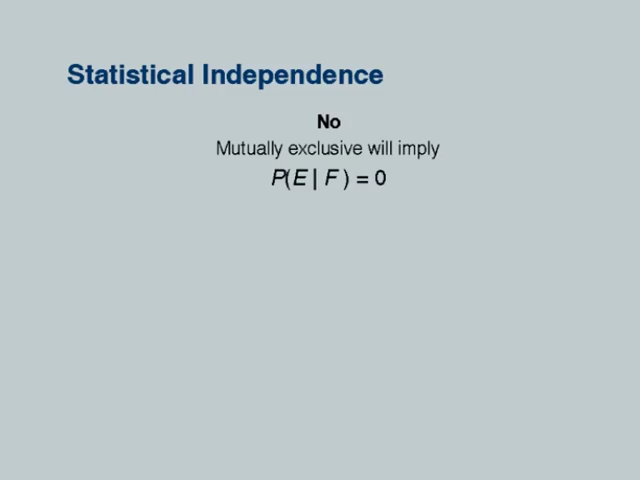 Statistical Independence
No
Mutually exclusive will imply
P(E | F ) = 0